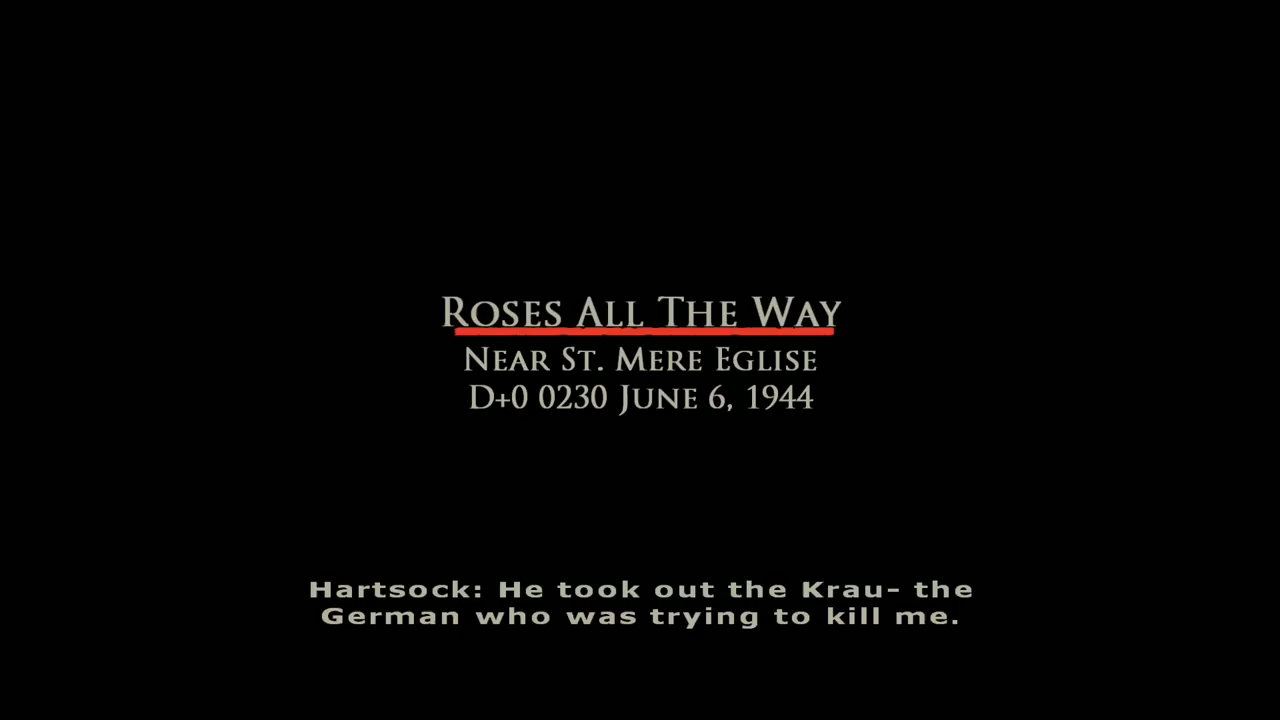 Roses All The Way
Near St. Mere Eglise
D+0 0230 June 6, 1944
Hartsock: He took out the Krau- the
German who was trying to kill me.